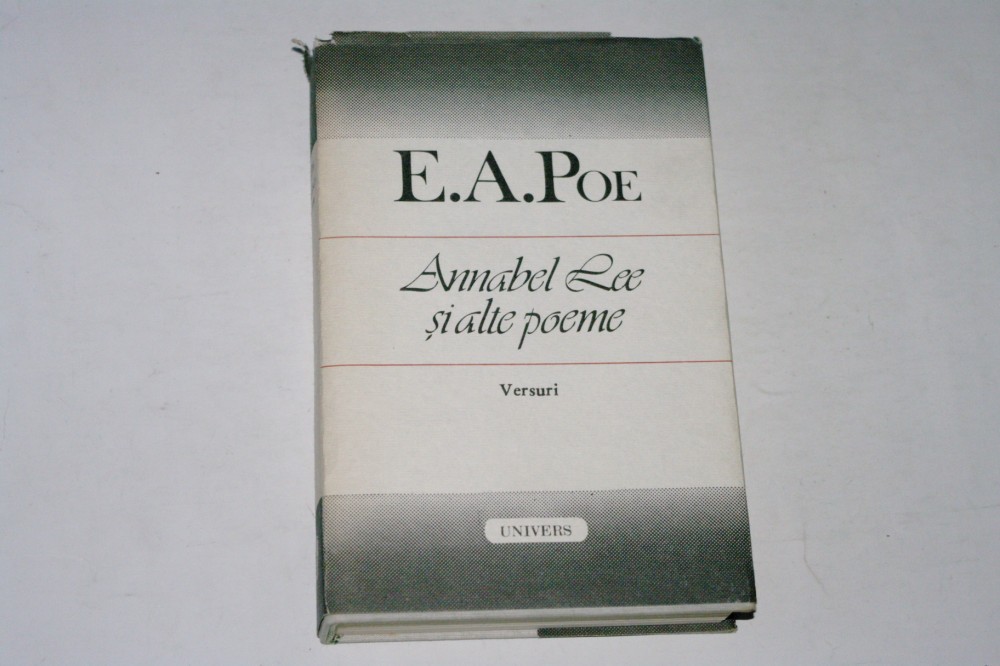 E.A.POE
Annabel Lee
și alte poeme
Versuri
UNIVERS